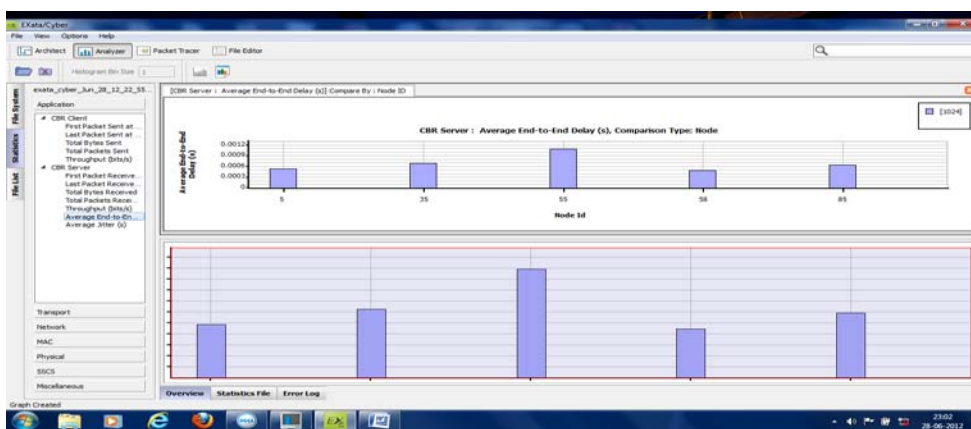 EXata/Cyber
File View Options Help
Architect Analyzer Packet Tracer File Editor
Histogram Bin Size 1
File System
Statistics
File List
exata_cyber_Jun_28_12_22_55...
Application
CBR Client
First Packet Sent at ...
Last Packet Sent at ...
Total Bytes Sent
Total Packets Sent
Throughput (bits/s)
CBR Server
First Packet Receive...
Last Packet Receive...
Total Bytes Received
Total Packets Recei...
Throughput (bits/s)
Average End-to-En...
Average Jitter (s)
Transport
Network
MAC
Physical
SSCS
Miscellaneous
Graph Created
[CBR Server : Average End-to-End Delay (s)] Compare By : Node ID
[1024]
CBR Server : Average End-to-End Delay (s), Comparison Type: Node
Average End-to-End
Delay (s)
0.0012
0.0009
0.0006
0.0003
0
5 35 55 58 85
Node Id
Overview Statistics File Error Log
23:02
28-06-2012